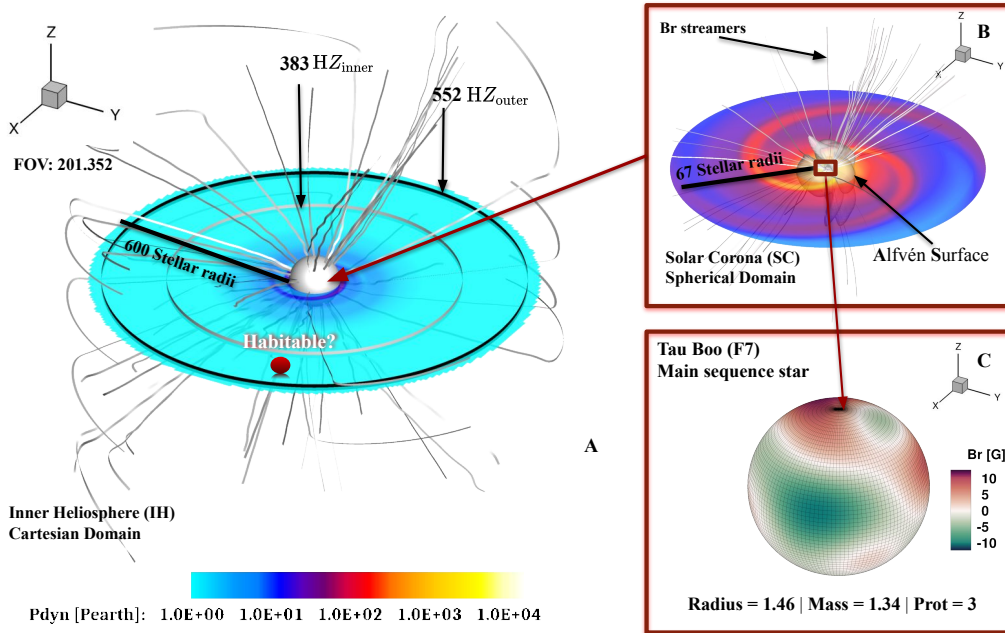 Z
Y
X
FOV: 201.352
383 HZinner
552 HZouter
600 Stellar radii
Habitable?
A
Inner Heliosphere (IH)
Cartesian Domain
Pdyn [Pearth]: 1.0E+00 1.0E+01 1.0E+02 1.0E+03 1.0E+04
Br streamers
B
Z
X
Y
67 Stellar radii
Solar Corona (SC)
Spherical Domain
Alfvén Surface
Tau Boo (F7)
Main sequence star
C
Z
X
Y
Br [G]
10
5
0
-5
-10
Radius = 1.46 | Mass = 1.34 | Prot = 3